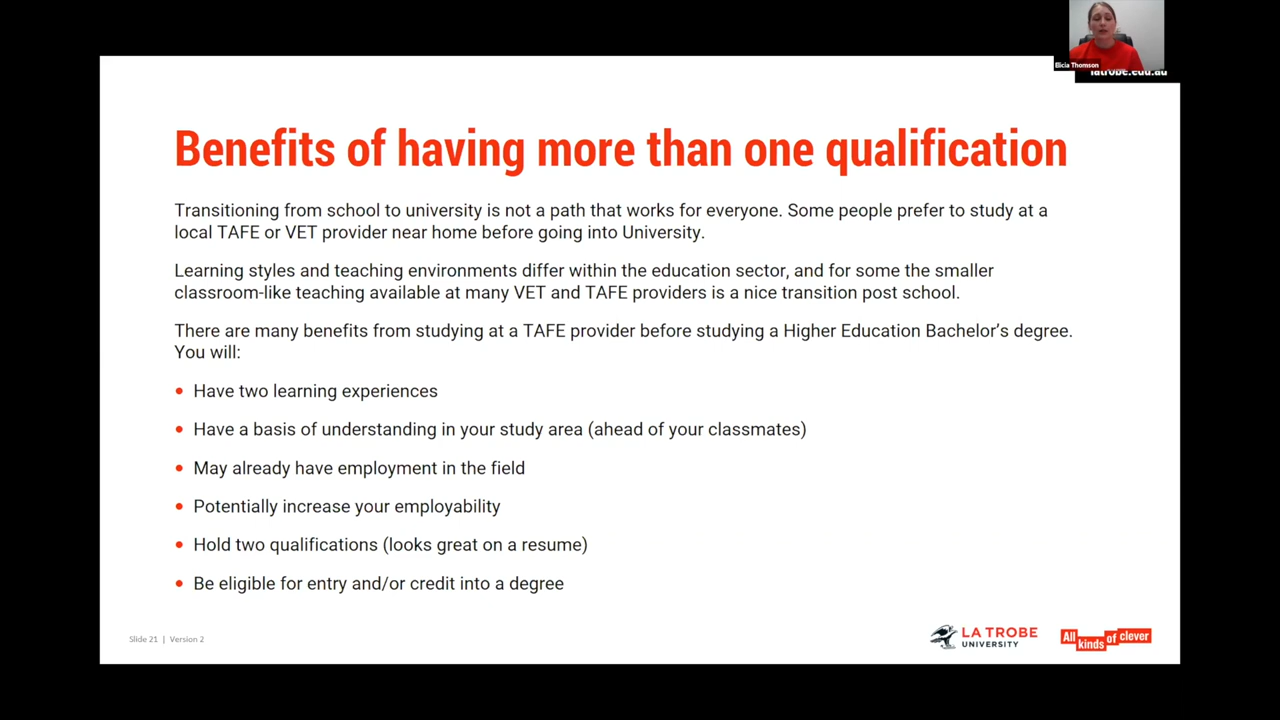 Elicia Thomson
latrobe.edu.au
Benefits of having more than one qualification
Transitioning from school to university is not a path that works for everyone. Some people prefer to study at a
local TAFE or VET provider near home before going into University.
Learning styles and teaching environments differ within the education sector, and for some the smaller
classroom-like teaching available at many VET and TAFE providers is a nice transition post school.
There are many benefits from studying at a TAFE provider before studying a Higher Education Bachelor’s degree.
You will:
• Have two learning experiences
• Have a basis of understanding in your study area (ahead of your classmates)
• May already have employment in the field
• Potentially increase your employability
• Hold two qualifications (looks great on a resume)
• Be eligible for entry and/or credit into a degree
Slide 21 | Version 2
LA TROBE
UNIVERSITY
All kinds of clever